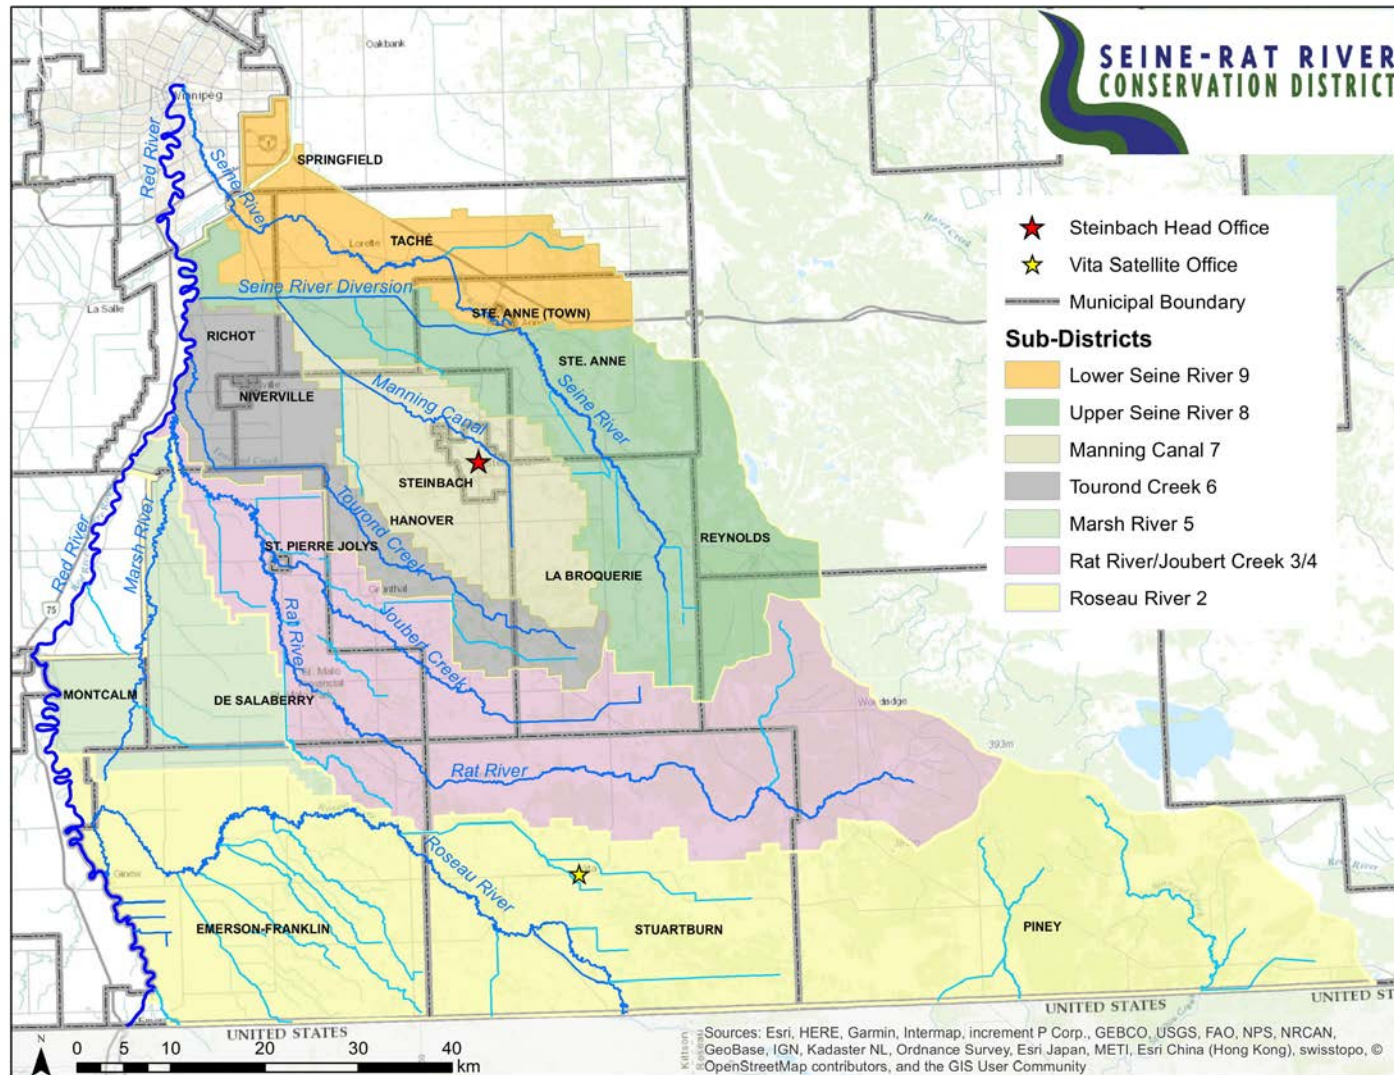 SEINE-RAT RIVER
CONSERVATION DISTRICT
Oakbank
Winnipeg
Red River
Seine River
SPRINGFIELD
TACHÉ
Lorette
Seine River Diversion
STE. ANNE (TOWN)
La Salle
RICHOT
STE. ANNE
NIVERVILLE
Manning Canal
Seine River
STEINBACH
HANOVER
Tourond Creek
REYNOLDS
ST. PIERRE JOLYS
LA BROQUERIE
Grunthal
Red River
Marsh River
75
Rat River
Joubert Creek
MONTCALM
DE SALABERRY
Woodridge
393m
Rat River
Roseau River
EMERSON-FRANKLIN
STUARTBURN
PINEY
UNITED STATES
UNITED STATES
UNITED ST
Steinbach Head Office
Vita Satellite Office
Municipal Boundary
Sub-Districts
Lower Seine River 9
Upper Seine River 8
Manning Canal 7
Tourond Creek 6
Marsh River 5
Rat River/Joubert Creek 3/4
Roseau River 2
N
0 5 10 20 30 40
km
Kittson
Roseau
Sources: Esri, HERE, Garmin, Intermap, increment P Corp., GEBCO, USGS, FAO, NPS, NRCAN,
GeoBase, IGN, Kadaster NL, Ordnance Survey, Esri Japan, METI, Esri China (Hong Kong), swisstopo, ©
OpenStreetMap contributors, and the GIS User Community